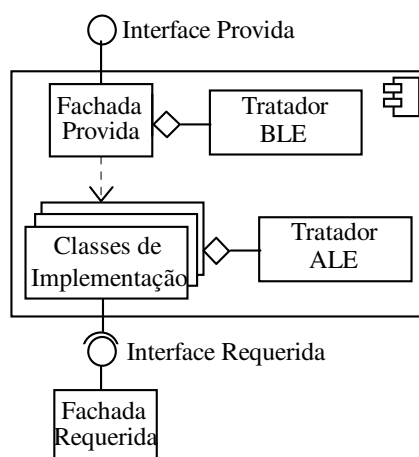 Interface Provida
Fachada
Provida
Tratador
BLE
Classes de
Implementação
Tratador
ALE
Interface Requerida
Fachada
Requerida